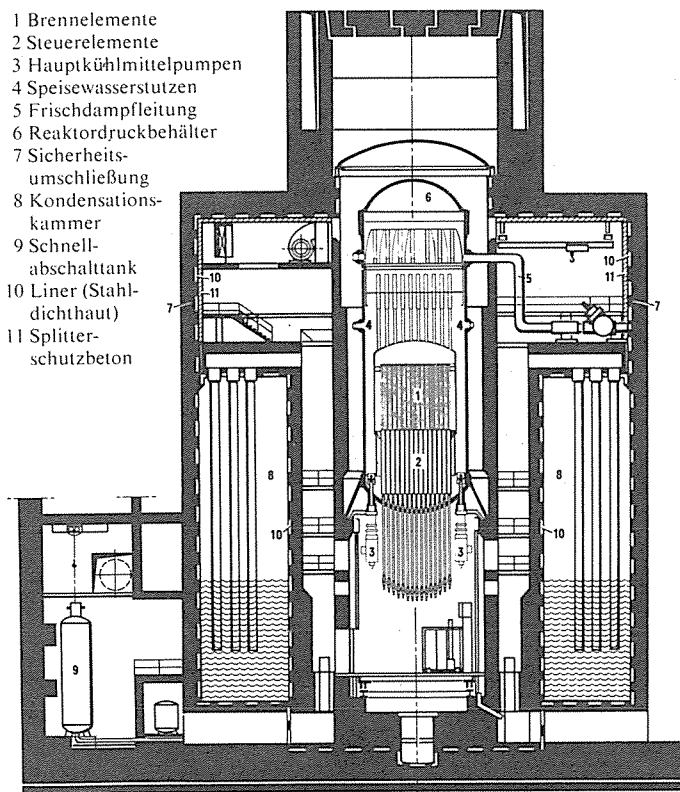 1 Brennelemente
2 Steuerelemente
3 Hauptkühlmittelpumpen
4 Speisewasserstutzen
5 Frischdampfleitung
6 Reaktordruckbehälter
7 Sicherheits-
umschließung
8 Kondensations-
kammer
9 Schnell-
abschalttank
10 Liner (Stahl-
dichthaut)
11 Splitter-
schutzbeton
6
10
11
7
5
10
11
7
4
4
1
2
8
8
10
10
3
3
9